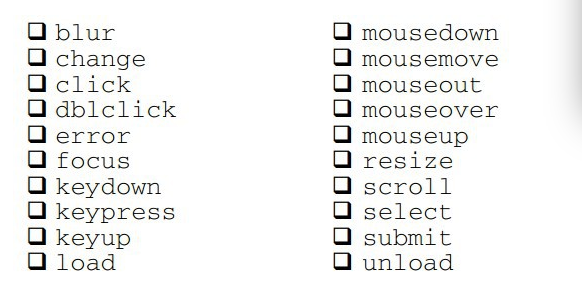 ❑ blur
❑ change
❑ click
❑ dblclick
❑ error
❑ focus
❑ keydown
❑ keypress
❑ keyup
❑ load
❑ mousedown
❑ mousemove
❑ mouseout
❑ mouseover
❑ mouseup
❑ resize
❑ scroll
❑ select
❑ submit
❑ unload